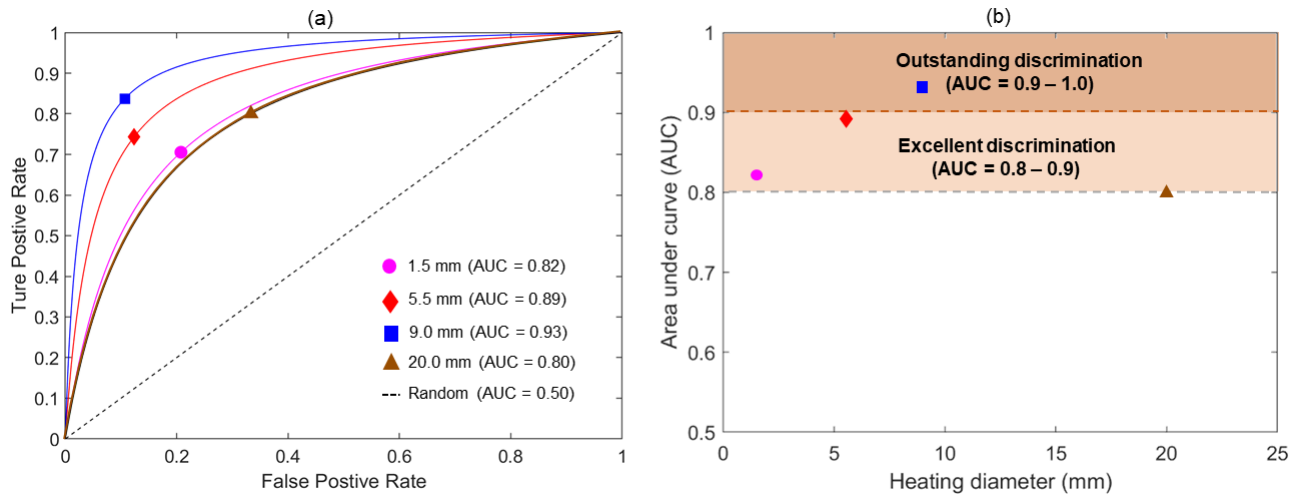 (a)
1
0.9
0.8
0.7
0.6
0.5
0.4
0.3
0.2
0.1
0
Ture Postive Rate
0
0.2
0.4
0.6
0.8
1
False Postive Rate
1.5 mm (AUC = 0.82)
5.5 mm (AUC = 0.89)
9.0 mm (AUC = 0.93)
20.0 mm (AUC = 0.80)
Random (AUC = 0.50)
(b)
1
0.9
0.8
0.7
0.6
0.5
Area under curve (AUC)
Outstanding discrimination
(AUC = 0.9 – 1.0)
Excellent discrimination
(AUC = 0.8 – 0.9)
0
5
10
15
20
25
Heating diameter (mm)